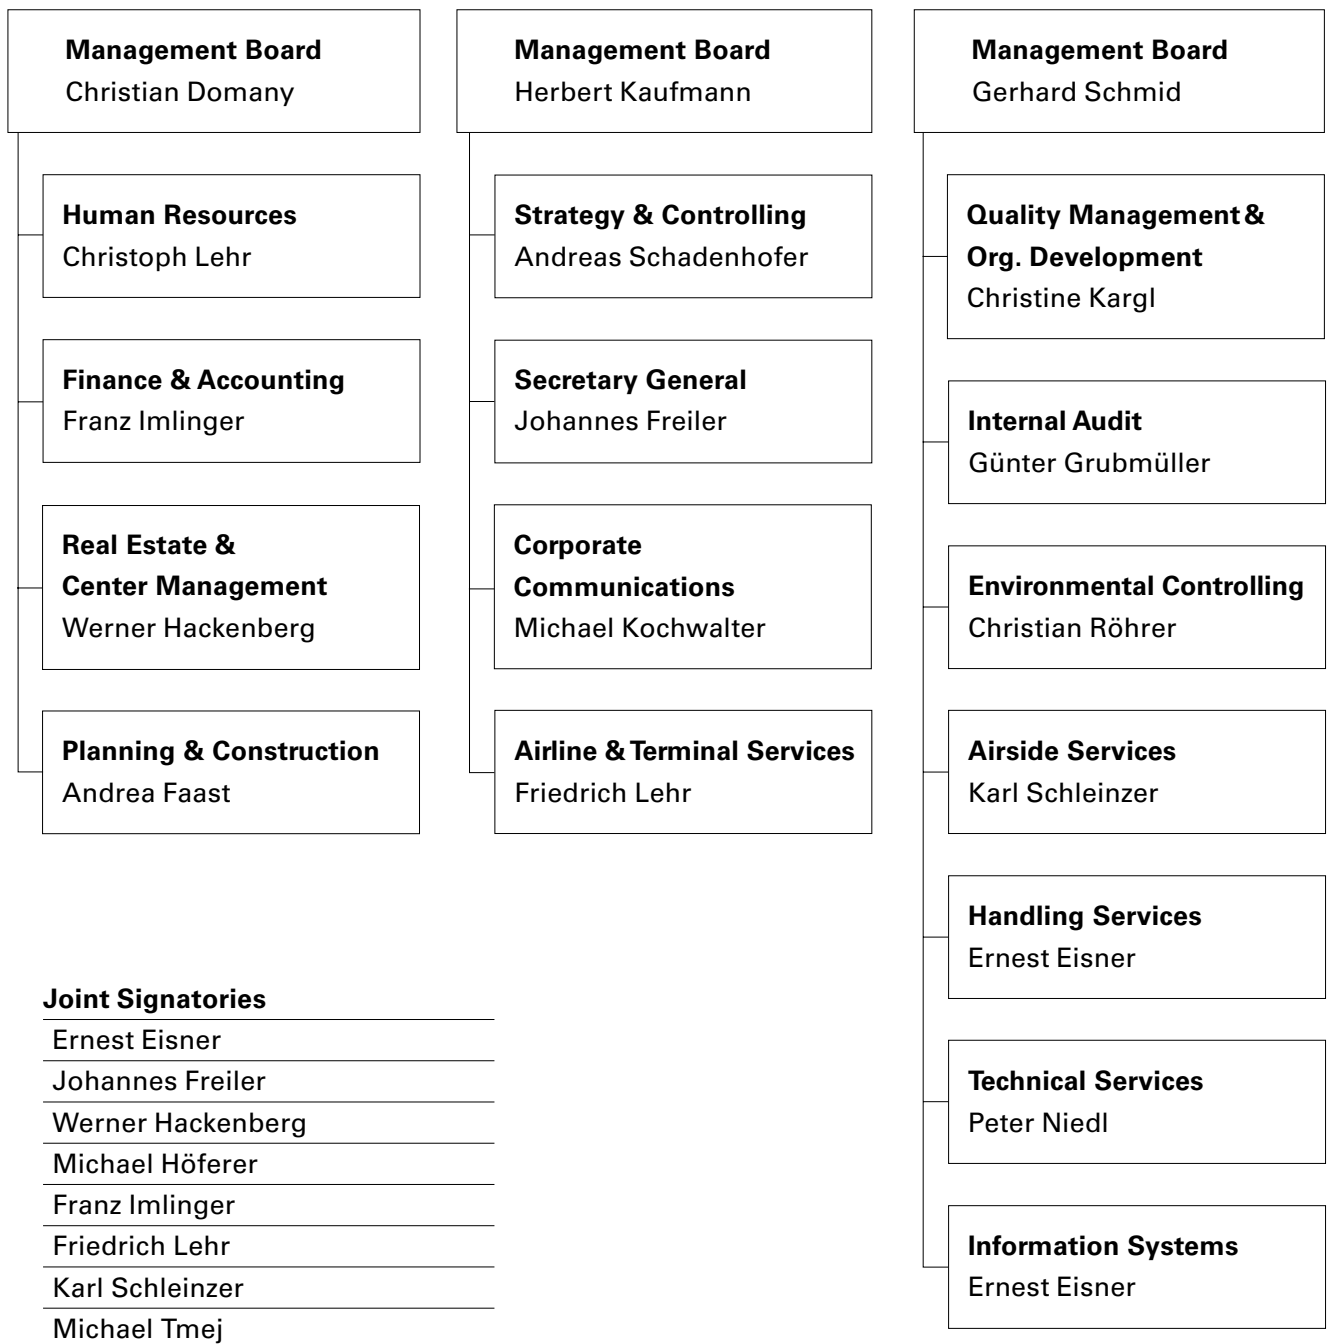 Management Board
Christian Domany
Human Resources
Christoph Lehr
Finance & Accounting
Franz Imlinger
Real Estate &
Center Management
Werner Hackenberg
Planning & Construction
Andrea Faast
Management Board
Herbert Kaufmann
Strategy & Controlling
Andreas Schadenhofer
Secretary General
Johannes Freiler
Corporate
Communications
Michael Kochwalter
Airline & Terminal Services
Friedrich Lehr
Management Board
Gerhard Schmid
Quality Management &
Org. Development
Christine Kargl
Internal Audit
Günter Grubmüller
Environmental Controlling
Christian Röhrer
Airside Services
Karl Schleinzer
Handling Services
Ernest Eisner
Technical Services
Peter Niedl
Information Systems
Ernest Eisner
Joint Signatories
Ernest Eisner
Johannes Freiler
Werner Hackenberg
Michael Höferer
Franz Imlinger
Friedrich Lehr
Karl Schleinzer
Michael Tmej